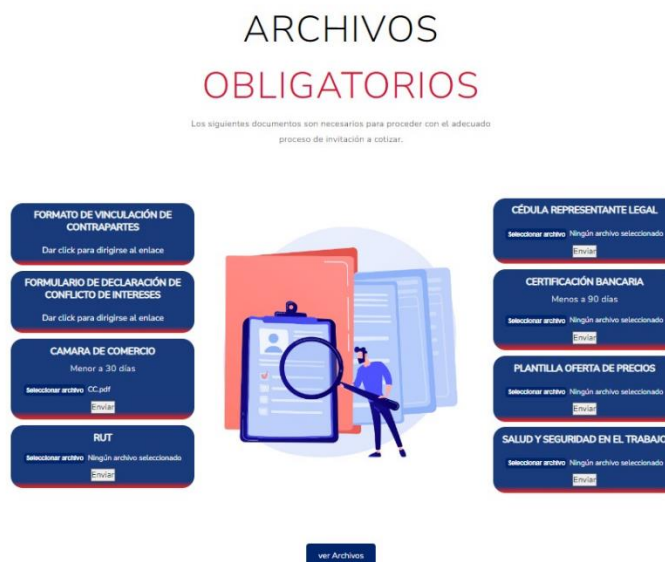 ARCHIVOS
OBLIGATORIOS
Los siguientes documentos son necesarios para proceder con el adecuado
proceso de invitación a cotizar.
FORMATO DE VINCULACIÓN DE
CONTRAPARTES
Dar click para dirigirse al enlace
FORMULARIO DE DECLARACIÓN DE
CONFLICTO DE INTERESES
Dar click para dirigirse al enlace
CAMARA DE COMERCIO
Menor a 30 días
Seleccionar archivo CC.pdf
Enviar
RUT
Seleccionar archivo Ningún archivo seleccionado
Enviar
CÉDULA REPRESENTANTE LEGAL
Seleccionar archivo Ningún archivo seleccionado
Enviar
CERTIFICACIÓN BANCARIA
Menos a 90 días
Seleccionar archivo Ningún archivo seleccionado
Enviar
PLANTILLA OFERTA DE PRECIOS
Seleccionar archivo Ningún archivo seleccionado
Enviar
SALUD Y SEGURIDAD EN EL TRABAJO
Seleccionar archivo Ningún archivo seleccionado
Enviar
ver Archivos